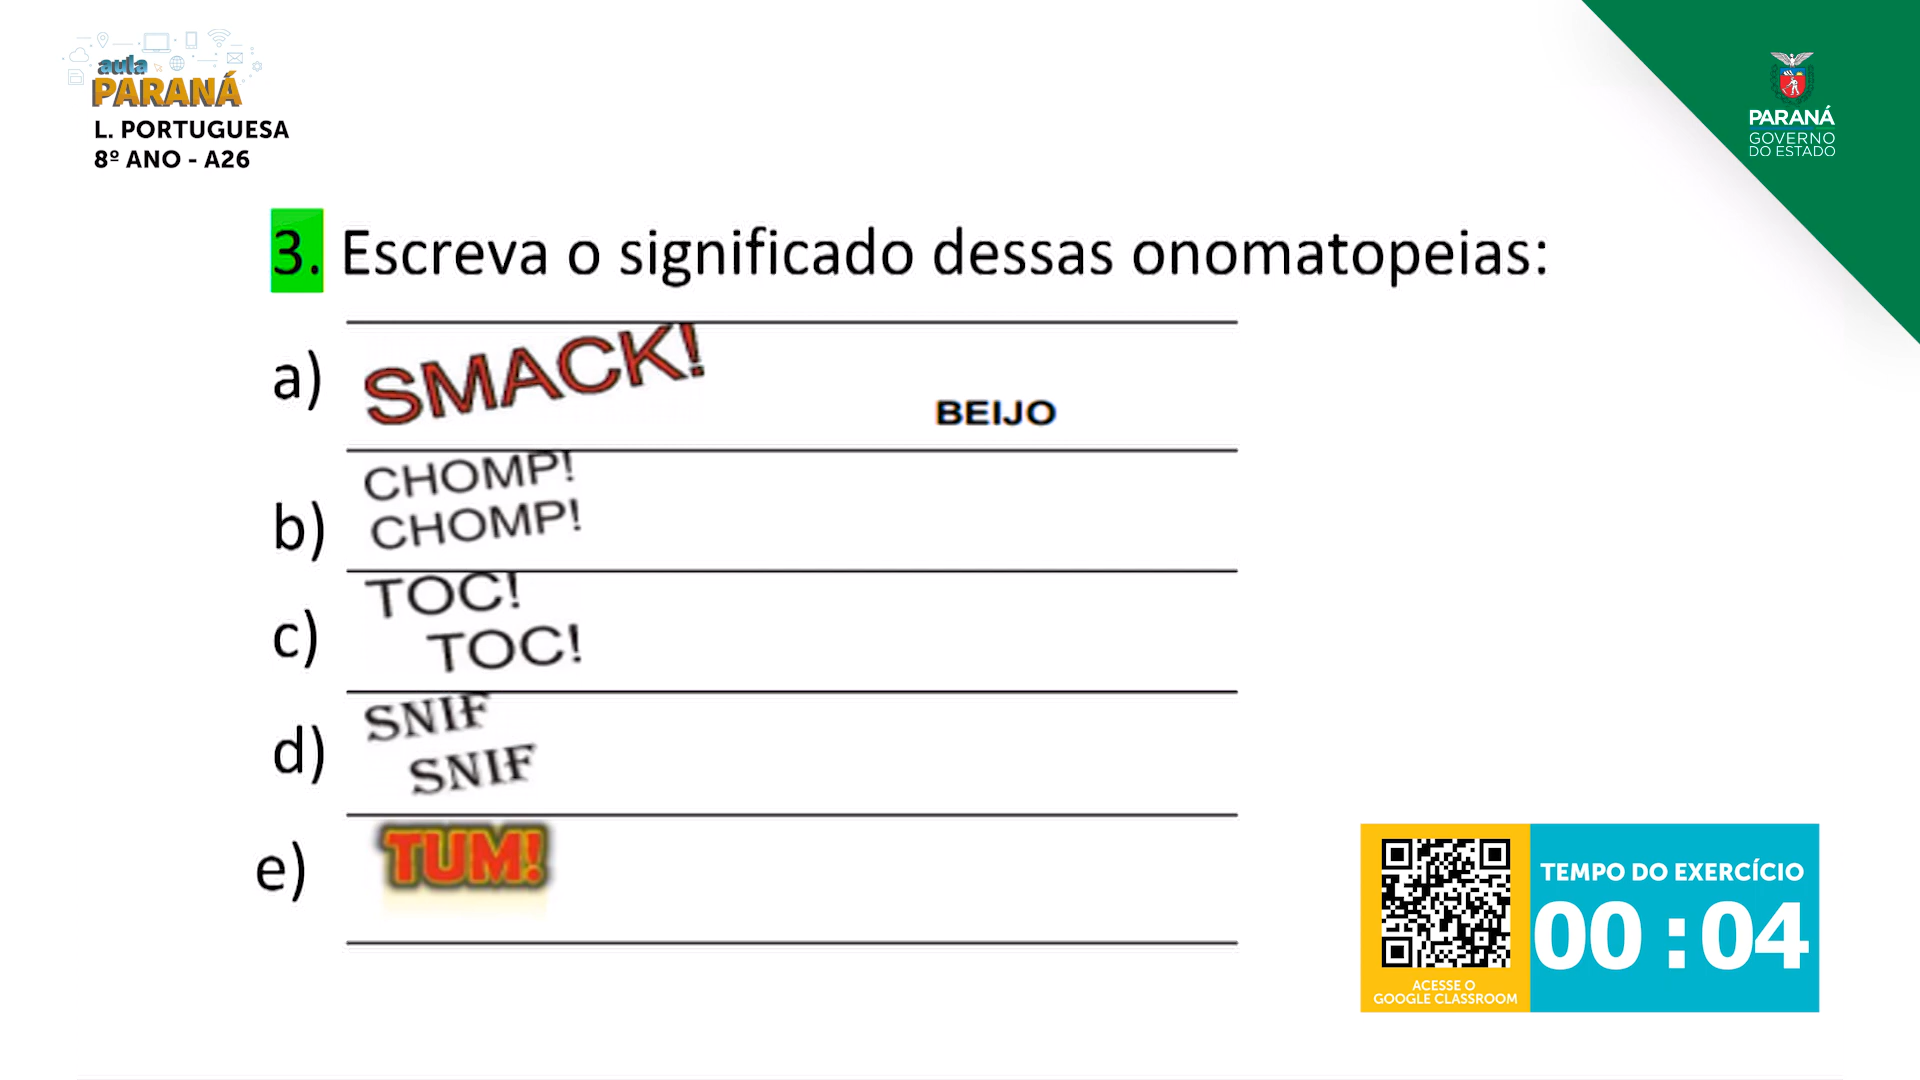 aula
PARANÁ
L. PORTUGUESA
8º ANO - A26
PARANÁ
GOVERNO
DO ESTADO
3. Escreva o significado dessas onomatopeias:
a) SMACK!
BEIJO
b) CHOMP!
CHOMP!
c) TOC!
TOC!
d) SNIF
SNIF
e) TUM!
ACESSE O
GOOGLE CLASSROOM
TEMPO DO EXERCÍCIO
00 : 04